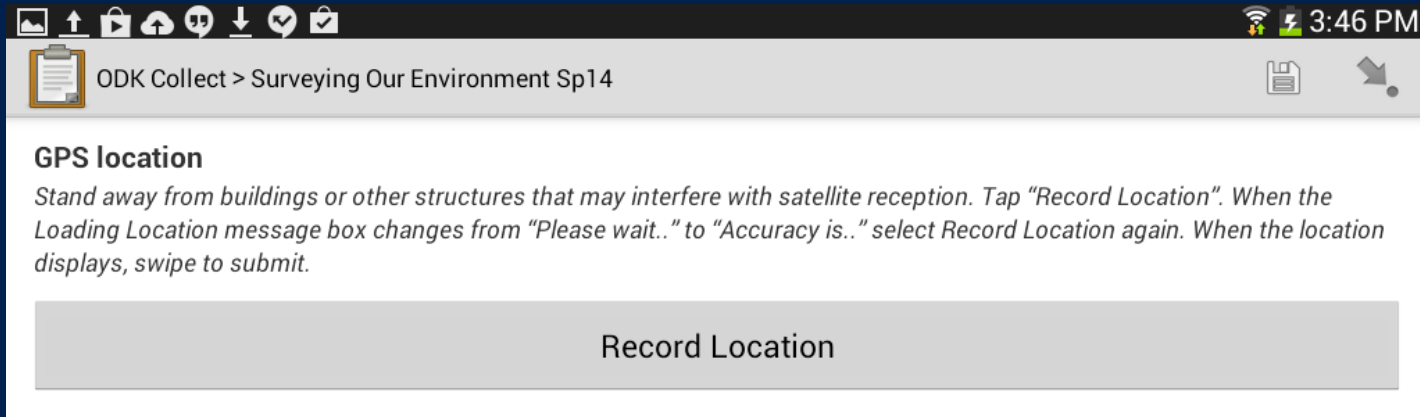 3:46 PM
ODK Collect > Surveying Our Environment Sp14
GPS location
Stand away from buildings or other structures that may interfere with satellite reception. Tap “Record Location”. When the
Loading Location message box changes from “Please wait..” to “Accuracy is..” select Record Location again. When the location
displays, swipe to submit.
Record Location